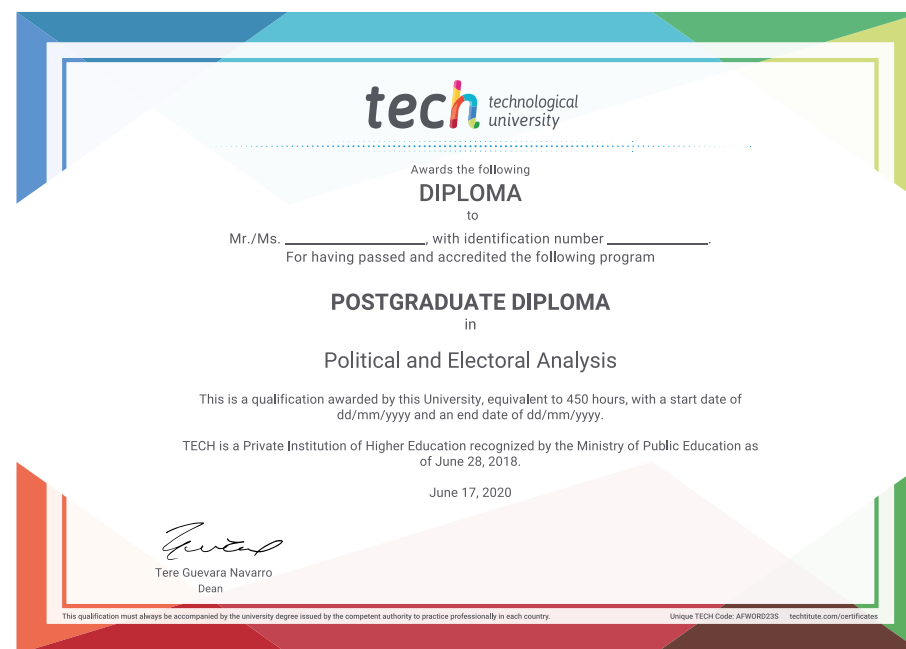 tech technological
university
Awards the following
DIPLOMA
to
Mr./Ms. ____________________, with identification number ______________.
For having passed and accredited the following program
POSTGRADUATE DIPLOMA
in
Political and Electoral Analysis
This is a qualification awarded by this University, equivalent to 450 hours, with a start date of
dd/mm/yyyy and an end date of dd/mm/yyyy.
TECH is a Private Institution of Higher Education recognized by the Ministry of Public Education as
of June 28, 2018.
June 17, 2020
Tere Guevara Navarro
Dean
This qualification must always be accompanied by the university degree issued by the competent authority to practice professionally in each country. Unique TECH Code: AFWORD23S techtitute.com/certificates